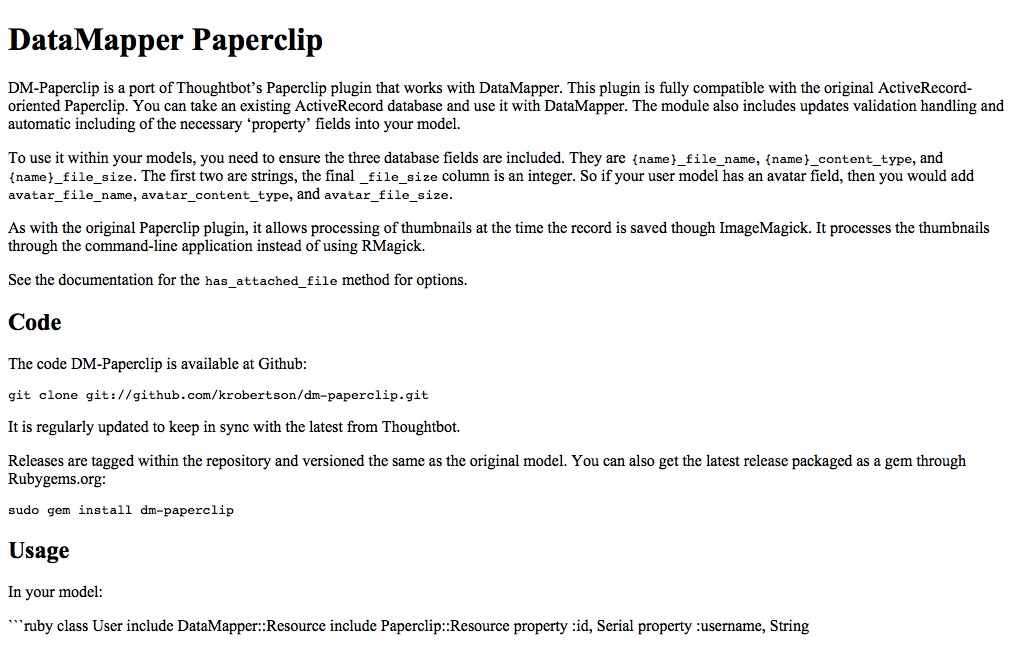 DataMapper Paperclip
DM-Paperclip is a port of Thoughtbot’s Paperclip plugin that works with DataMapper. This plugin is fully compatible with the original ActiveRecord-
oriented Paperclip. You can take an existing ActiveRecord database and use it with DataMapper. The module also includes updates validation handling and
automatic including of the necessary ‘property’ fields into your model.
To use it within your models, you need to ensure the three database fields are included. They are {name}_file_name, {name}_content_type, and
{name}_file_size. The first two are strings, the final _file_size column is an integer. So if your user model has an avatar field, then you would add
avatar_file_name, avatar_content_type, and avatar_file_size.
As with the original Paperclip plugin, it allows processing of thumbnails at the time the record is saved though ImageMagick. It processes the thumbnails
through the command-line application instead of using RMagick.
See the documentation for the has_attached_file method for options.
Code
The code DM-Paperclip is available at Github:
git clone git://github.com/krobertson/dm-paperclip.git
It is regularly updated to keep in sync with the latest from Thoughtbot.
Releases are tagged within the repository and versioned the same as the original model. You can also get the latest release packaged as a gem through
Rubygems.org:
sudo gem install dm-paperclip
Usage
In your model:
```ruby class User include DataMapper::Resource include Paperclip::Resource property :id, Serial property :username, String